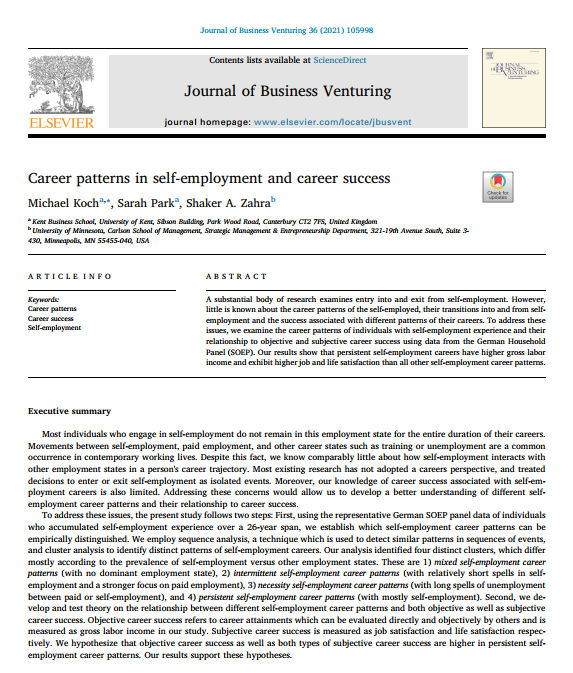 Journal of Business Venturing 36 (2021) 105998
Contents lists available at ScienceDirect
Journal of Business Venturing
journal homepage: www.elsevier.com/locate/jbusvent
ELSEVIER
Career patterns in self-employment and career success
Check for
updates
Michael Koch a,*, Sarah Park a, Shaker A. Zahra b
a Kent Business School, University of Kent, Sibson Building, Park Wood Road, Canterbury CT2 7FS, United Kingdom
b University of Minnesota, Carlson School of Management, Strategic Management & Entrepreneurship Department, 321-19th Avenue South, Suite 3-
430, Minneapolis, MN 55455-040, USA
ARTICLE INFO
Keywords:
Career patterns
Career success
Self-employment
ABSTRACT
A substantial body of research examines entry into and exit from self-employment. However,
little is known about the career patterns of the self-employed, their transitions into and from self-
employment and the success associated with different patterns of their careers. To address these
issues, we examine the career patterns of individuals with self-employment experience and their
relationship to objective and subjective career success using data from the German Household
Panel (SOEP). Our results show that persistent self-employment careers have higher gross labor
income and exhibit higher job and life satisfaction than all other self-employment career patterns.
Executive summary
Most individuals who engage in self-employment do not remain in this employment state for the entire duration of their careers.
Movements between self-employment, paid employment, and other career states such as training or unemployment are a common
occurrence in contemporary working lives. Despite this fact, we know comparably little about how self-employment interacts with
other employment states in a person's career trajectory. Most existing research has not adopted a careers perspective, and treated
decisions to enter or exit self-employment as isolated events. Moreover, our knowledge of career success associated with self-em-
ployment careers is also limited. Addressing these concerns would allow us to develop a better understanding of different self-
employment career patterns and their relationship to career success.
To address these issues, the present study follows two steps: First, using the representative German SOEP panel data of individuals
who accumulated self-employment experience over a 26-year span, we establish which self-employment career patterns can be
empirically distinguished. We employ sequence analysis, a technique which is used to detect similar patterns in sequences of events,
and cluster analysis to identify distinct patterns of self-employment careers. Our analysis identified four distinct clusters, which differ
mostly according to the prevalence of self-employment versus other employment states. These are 1) mixed self-employment career
patterns (with no dominant employment state), 2) intermittent self-employment career patterns (with relatively short spells in self-
employment and a stronger focus on paid employment), 3) necessity self-employment career patterns (with long spells of unemployment
between paid or self-employment), and 4) persistent self-employment career patterns (with mostly self-employment). Second, we de-
velop and test theory on the relationship between different self-employment career patterns and both objective as well as subjective
career success. Objective career success refers to career attainments which can be evaluated directly and objectively by others and is
measured as gross labor income in our study. Subjective career success is measured as job satisfaction and life satisfaction respec-
tively. We hypothesize that objective career success as well as both types of subjective career success are higher in persistent self-
employment career patterns. Our results support these hypotheses.